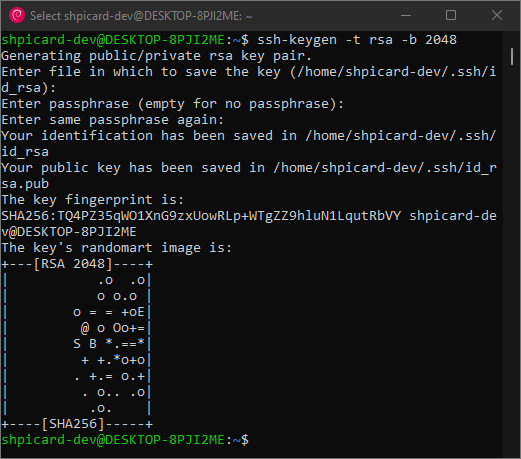 Select shpicard-dev@DESKTOP-8PJI2ME: ~
shpicard-dev@DESKTOP-8PJI2ME:~$ ssh-keygen -t rsa -b 2048
Generating public/private rsa key pair.
Enter file in which to save the key (/home/shpicard-dev/.ssh/i
d_rsa):
Enter passphrase (empty for no passphrase):
Enter same passphrase again:
Your identification has been saved in /home/shpicard-dev/.ssh/
id_rsa
Your public key has been saved in /home/shpicard-dev/.ssh/id_r
sa.pub
The key fingerprint is:
SHA256:TQ4PZ35qWO1XnG9zxUowRLp+WTgZZ9hluN1LqutRbVY shpicard-de
v@DESKTOP-8PJI2ME
The key's randomart image is:
+---[RSA 2048]----+
|           .o  .o|
|           o o.o |
|        o = = +oE|
|         @ o Oo+=|
|        S B *.==*|
|         + +.*o+o|
|        . +.= o.+|
|         . o.. .o|
|          .o.    |
+----[SHA256]-----+
shpicard-dev@DESKTOP-8PJI2ME:~$